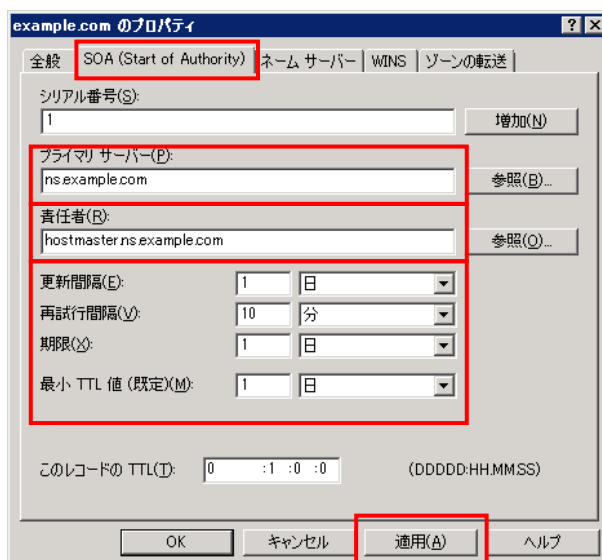 example.com のプロパティ
全般 SOA (Start of Authority) ネーム サーバー WINS ゾーンの転送
シリアル番号(S):
1 増加(N)
プライマリ サーバー(P):
ns.example.com 参照(B)...
責任者(R):
hostmaster.ns.example.com 参照(O)...
更新間隔(E): 1 日
再試行間隔(V): 10 分
期限(X): 1 日
最小 TTL 値 (既定)(M): 1 日
このレコードの TTL(T): 0 :1 :0 :0 (DDDDD:HH.MM.SS)
OK キャンセル 適用(A) ヘルプ